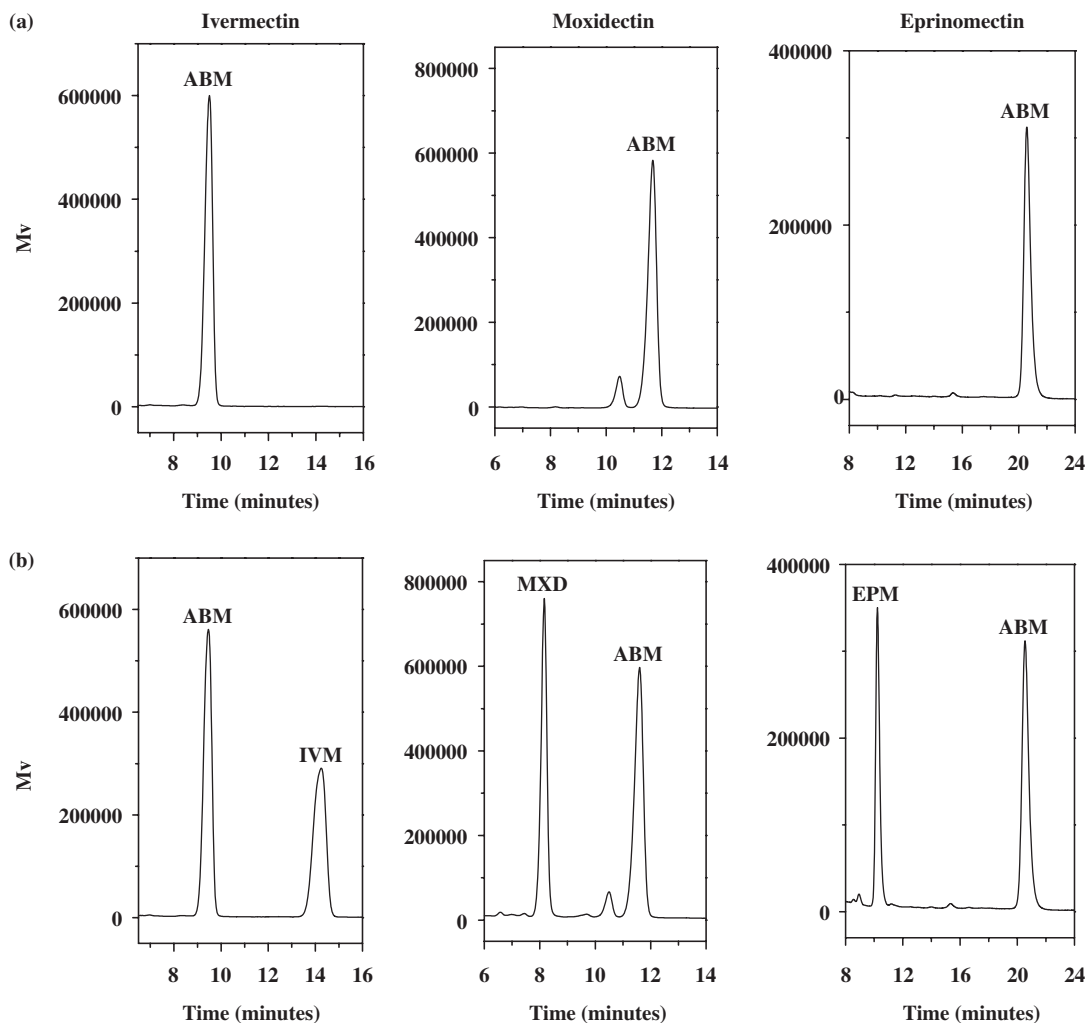 (a)
Ivermectin
Moxidectin
Eprinomectin
ABM
600000
400000
200000
0
Mv
8 10 12 14 16
Time (minutes)
ABM
800000
600000
400000
200000
0
6 8 10 12 14
Time (minutes)
ABM
400000
200000
0
8 12 16 20 24
Time (minutes)
(b)
ABM
IVM
600000
400000
200000
0
Mv
8 10 12 14 16
Time (minutes)
MXD
ABM
800000
600000
400000
200000
0
6 8 10 12 14
Time (minutes)
EPM
ABM
400000
200000
0
8 12 16 20 24
Time (minutes)